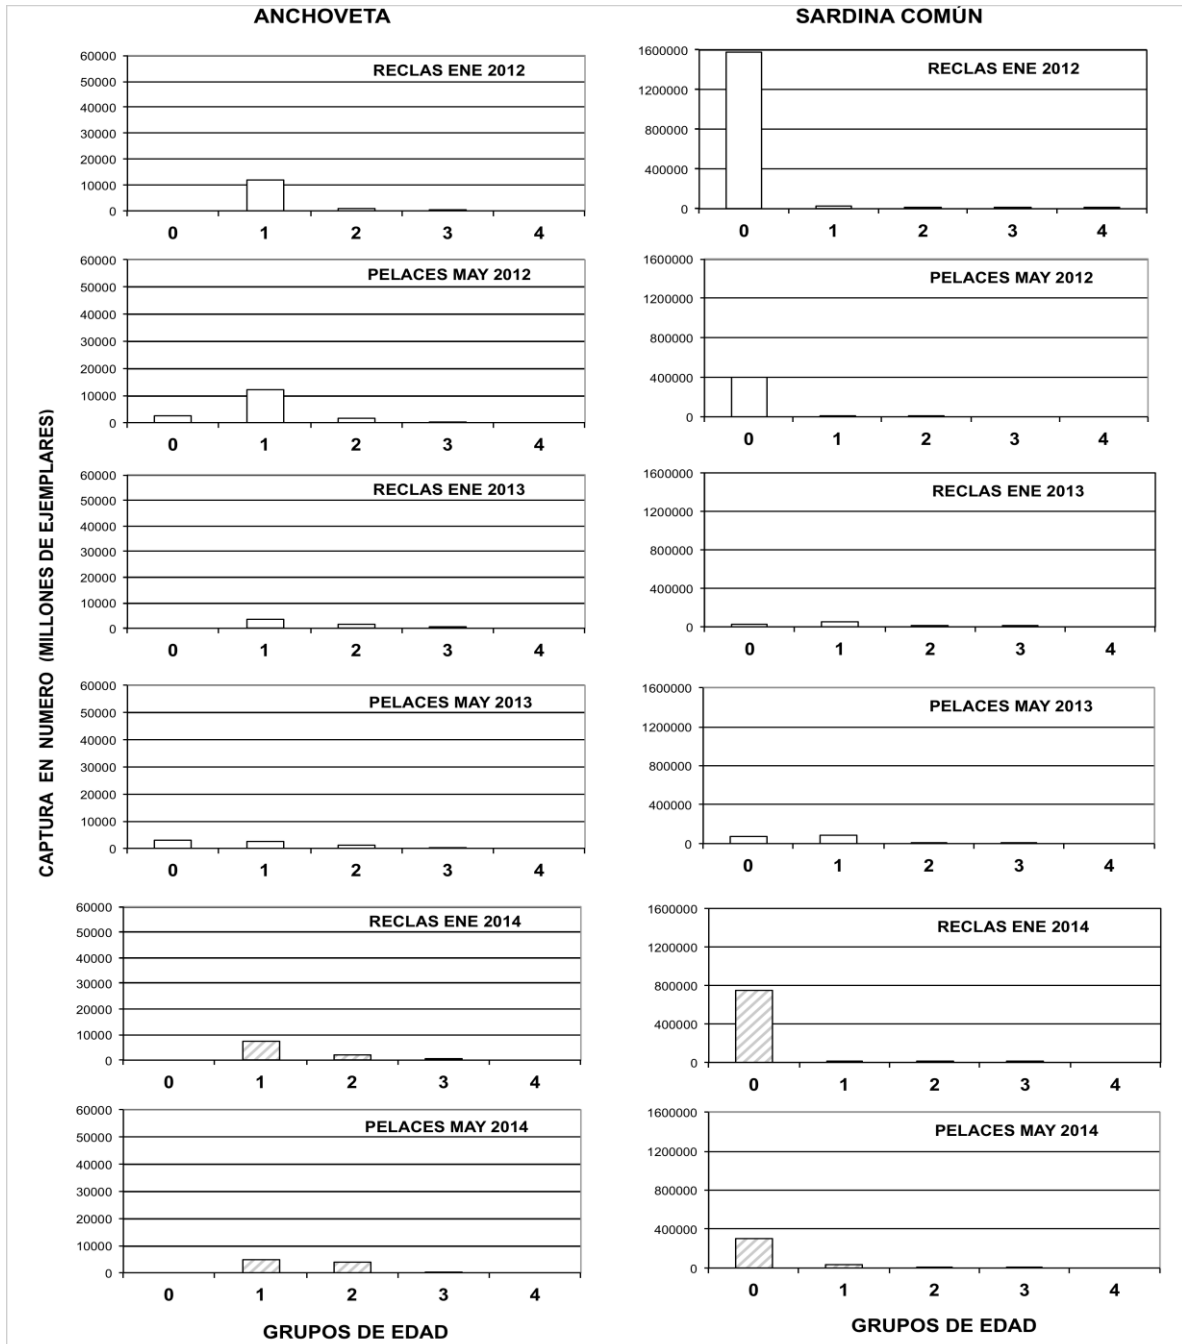 ANCHOVETA
SARDINA COMÚN
CAPTURA EN NUMERO (MILLONES DE EJEMPLARES)
RECLAS ENE 2012
60000
50000
40000
30000
20000
10000
0
0 1 2 3 4
RECLAS ENE 2012
1600000
1200000
800000
400000
0
0 1 2 3 4
PELACES MAY 2012
60000
50000
40000
30000
20000
10000
0
0 1 2 3 4
PELACES MAY 2012
1600000
1200000
800000
400000
0
0 1 2 3 4
RECLAS ENE 2013
60000
50000
40000
30000
20000
10000
0
0 1 2 3 4
RECLAS ENE 2013
1600000
1200000
800000
400000
0
0 1 2 3 4
PELACES MAY 2013
60000
50000
40000
30000
20000
10000
0
0 1 2 3 4
PELACES MAY 2013
1600000
1200000
800000
400000
0
0 1 2 3 4
RECLAS ENE 2014
60000
50000
40000
30000
20000
10000
0
0 1 2 3 4
RECLAS ENE 2014
1600000
1200000
800000
400000
0
0 1 2 3 4
PELACES MAY 2014
60000
50000
40000
30000
20000
10000
0
0 1 2 3 4
PELACES MAY 2014
1600000
1200000
800000
400000
0
0 1 2 3 4
GRUPOS DE EDAD
GRUPOS DE EDAD